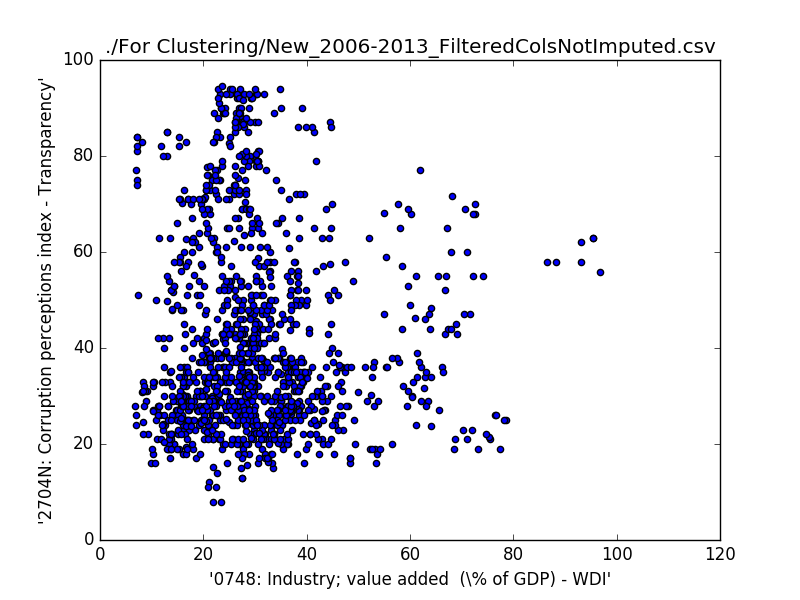 ./For Clustering/New_2006-2013_FilteredColsNotImputed.csv
100
80
60
40
20
0
'2704N: Corruption perceptions index - Transparency'
0 20 40 60 80 100 120
'0748: Industry; value added  (\% of GDP) - WDI'